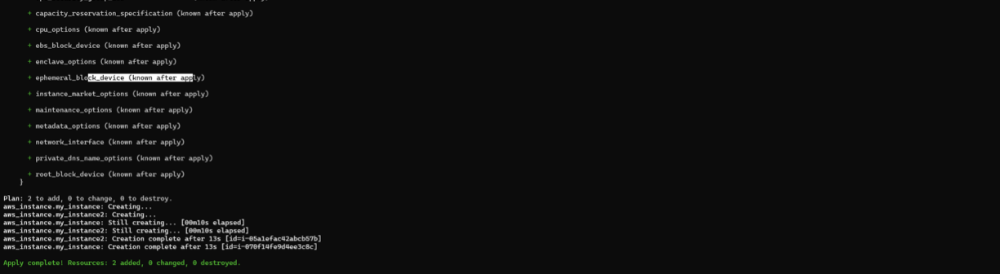 + capacity_reservation_specification (known after apply)
+ cpu_options (known after apply)
+ ebs_block_device (known after apply)
+ enclave_options (known after apply)
+ ephemeral_block_device (known after apply)
+ instance_market_options (known after apply)
+ maintenance_options (known after apply)
+ metadata_options (known after apply)
+ network_interface (known after apply)
+ private_dns_name_options (known after apply)
+ root_block_device (known after apply)
}
Plan: 2 to add, 0 to change, 0 to destroy.
aws_instance.my_instance: Creating...
aws_instance.my_instance2: Creating...
aws_instance.my_instance: Still creating... [00m10s elapsed]
aws_instance.my_instance2: Still creating... [00m10s elapsed]
aws_instance.my_instance2: Creation complete after 13s [id=i-05a1efac42abcb57b]
aws_instance.my_instance: Creation complete after 13s [id=i-070f14fe9d4ee3c8c]
Apply complete! Resources: 2 added, 0 changed, 0 destroyed.